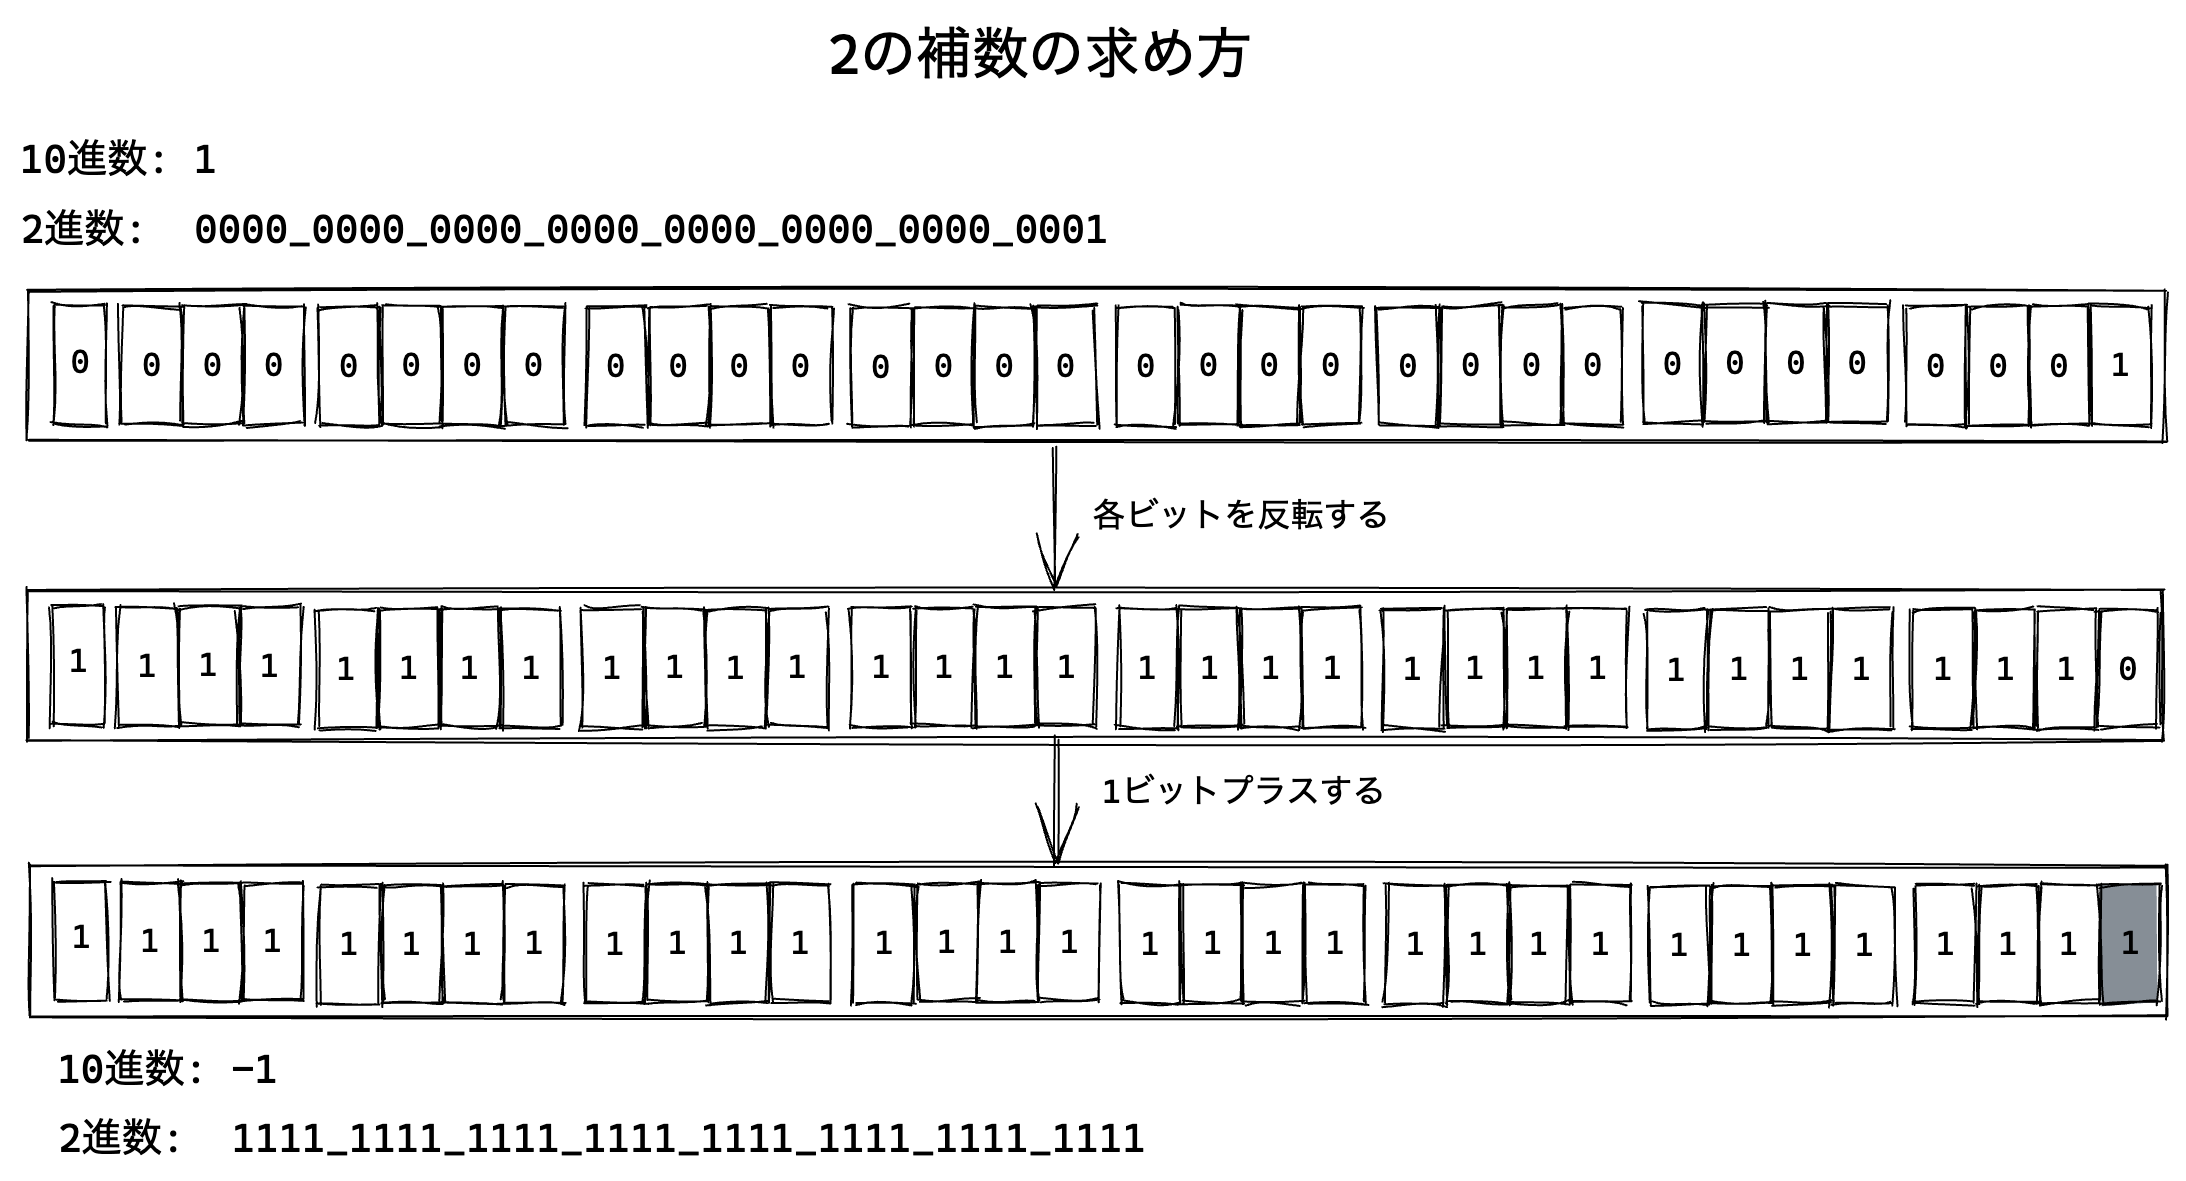 2の補数の求め方
10進数: 1
2進数: 0000_0000_0000_0000_0000_0000_0000_0001
0 0 0 0 0 0 0 0 0 0 0 0 0 0 0 0 0 0 0 0 0 0 0 0 0 0 0 0 0 0 0 1
各ビットを反転する
1 1 1 1 1 1 1 1 1 1 1 1 1 1 1 1 1 1 1 1 1 1 1 1 1 1 1 1 1 1 1 0
1ビットプラスする
1 1 1 1 1 1 1 1 1 1 1 1 1 1 1 1 1 1 1 1 1 1 1 1 1 1 1 1 1 1 1 1
10進数: −1
2進数: 1111_1111_1111_1111_1111_1111_1111_1111